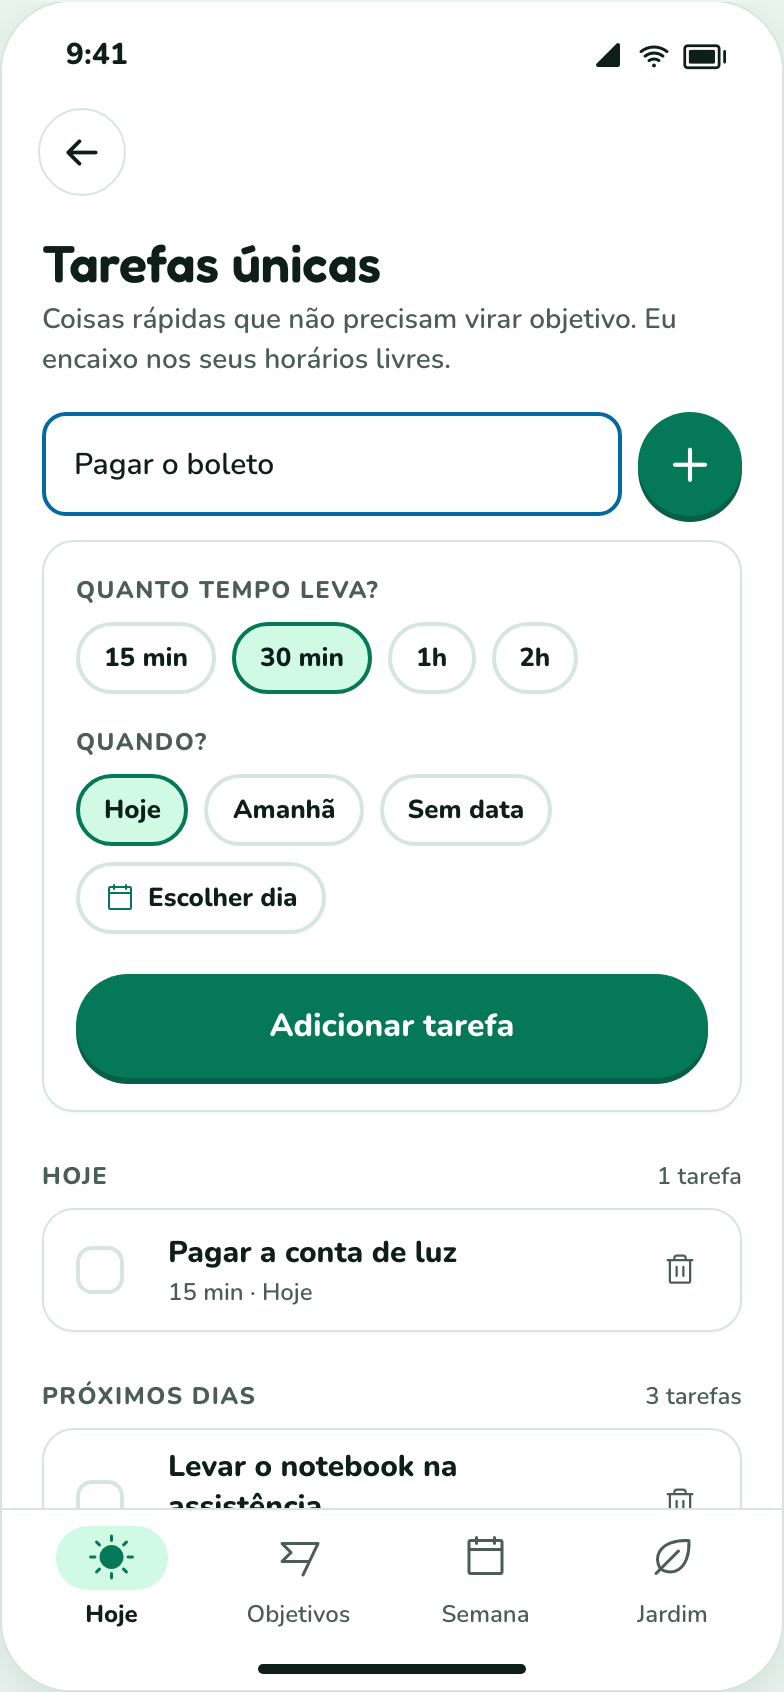 9:41
Tarefas únicas
Coisas rápidas que não precisam virar objetivo. Eu
encaixo nos seus horários livres.
Pagar o boleto
QUANTO TEMPO LEVA?
15 min
30 min
1h
2h
QUANDO?
Hoje
Amanhã
Sem data
Escolher dia
Adicionar tarefa
HOJE
1 tarefa
Pagar a conta de luz
15 min · Hoje
PRÓXIMOS DIAS
3 tarefas
Levar o notebook na
assistência
Hoje
Objetivos
Semana
Jardim